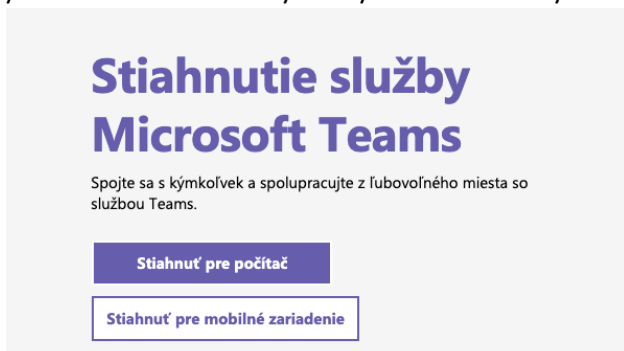 Stiahnutie služby
Microsoft Teams
Spojte sa s kýmkoľvek a spolupracujte z ľubovoľného miesta so
službou Teams.
Stiahnuť pre počítač
Stiahnuť pre mobilné zariadenie